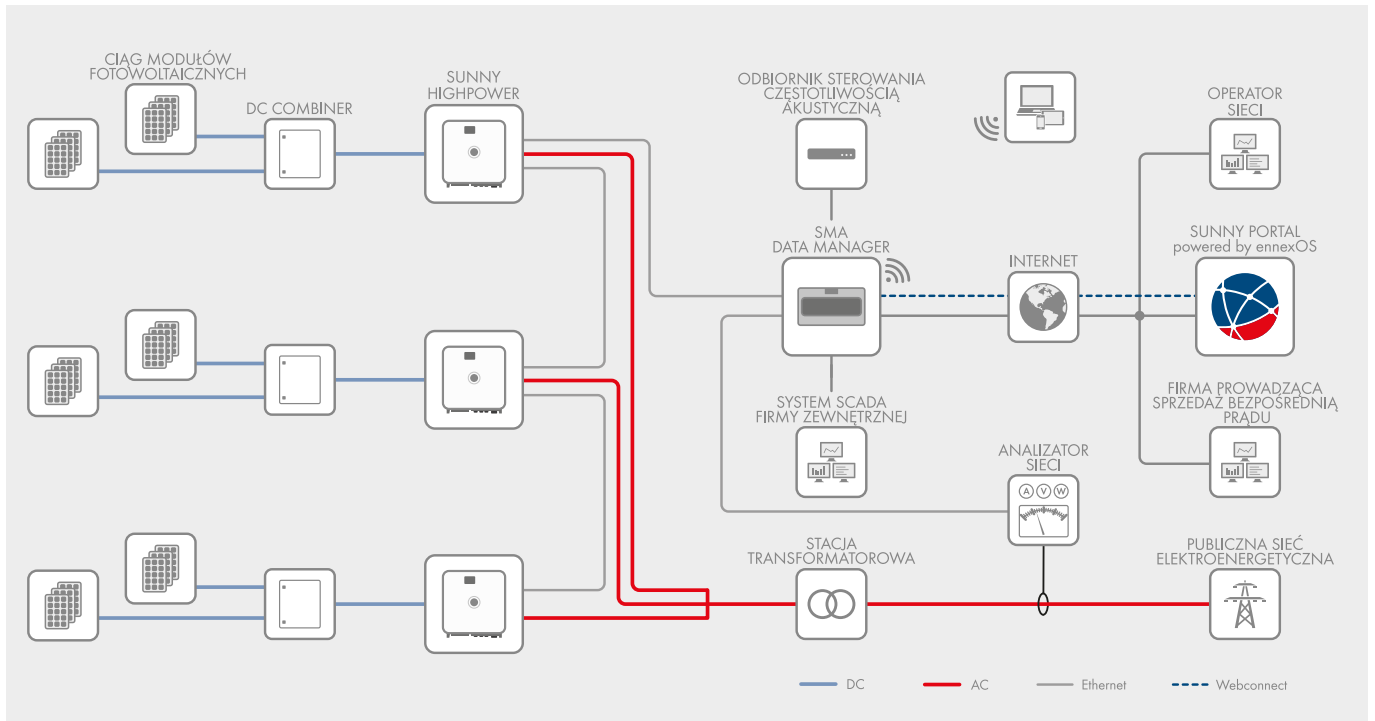 CIĄG MODUŁÓW
FOTOWOLTAICZNYCH
DC COMBINER
SUNNY
HIGHPOWER
ODBIORNIK STEROWANIA
CZĘSTOTLIWOŚCIĄ
AKUSTYCZNĄ
OPERATOR
SIECI
SMA
DATA MANAGER
INTERNET
SUNNY PORTAL
powered by ennexOS
SYSTEM SCADA
FIRMY ZEWNĘTRZNEJ
FIRMA PROWADZĄCA
SPRZEDAŻ BEZPOŚREDNIĄ
PRĄDU
ANALIZATOR
SIECI
A V W
STACJA
TRANSFORMATOROWA
PUBLICZNA SIEĆ
ELEKTROENERGETYCZNA
DC
AC
Ethernet
Webconnect